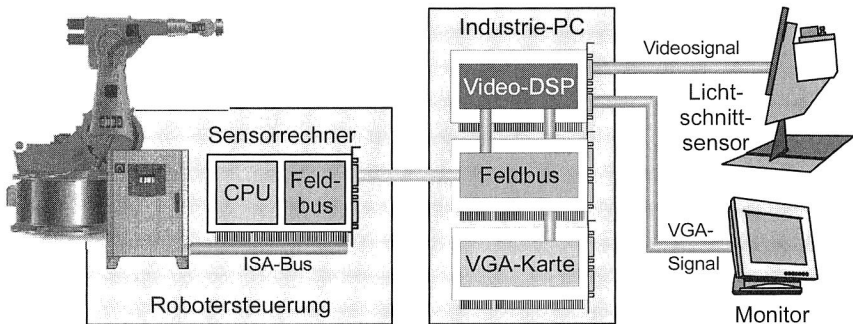 Industrie-PC
Videosignal
Video-DSP
Licht-
schnitt-
sensor
Sensorrechner
CPU
Feld-
bus
Feldbus
ISA-Bus
VGA-Karte
VGA-
Signal
Robotersteuerung
Monitor